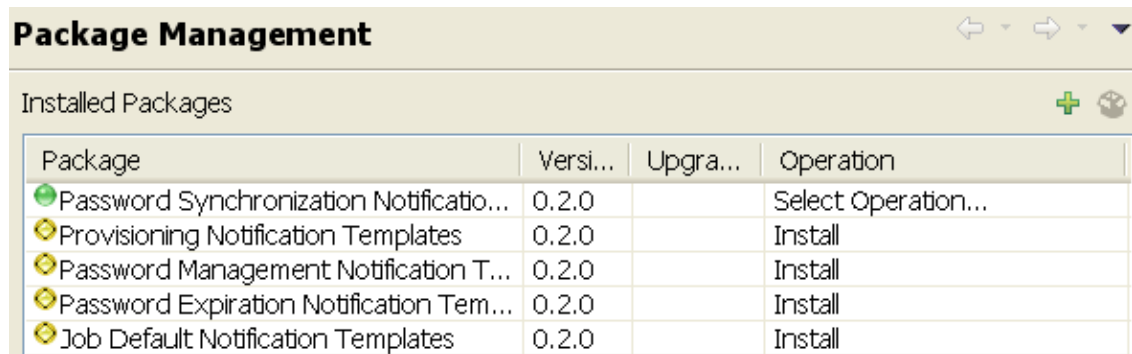 Package Management
Installed Packages
Package Versi... Upgra... Operation
Password Synchronization Notificatio... 0.2.0 Select Operation...
Provisioning Notification Templates 0.2.0 Install
Password Management Notification T... 0.2.0 Install
Password Expiration Notification Tem... 0.2.0 Install
Job Default Notification Templates 0.2.0 Install